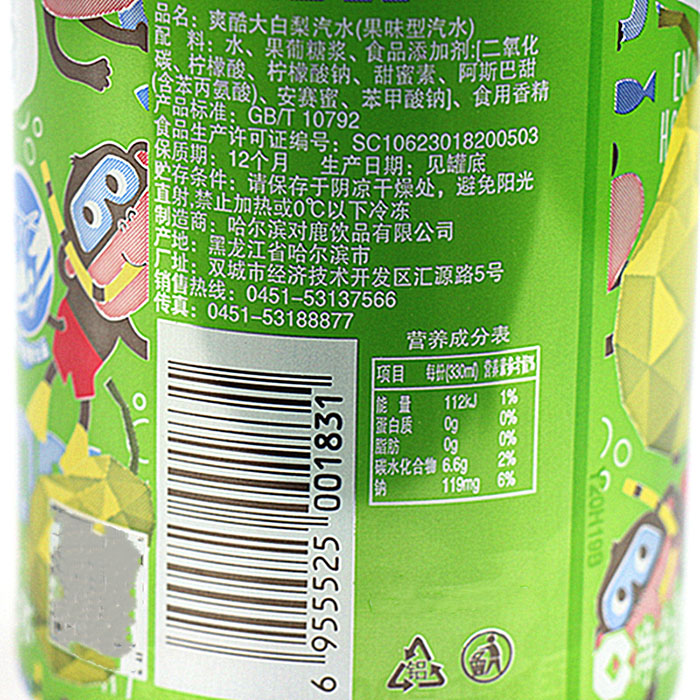 品名：爽酷大白梨汽水(果味型汽水)
配 料：水、果葡糖浆、食品添加剂:[二氧化
碳、柠檬酸、柠檬酸钠、甜蜜素、阿斯巴甜
(含苯丙氨酸)、安赛蜜、苯甲酸钠]、食用香精
产品标准：GB/T 10792
食品生产许可证编号：SC10623018200503
保质期：12个月 生产日期：见罐底
贮存条件：请保存于阴凉干燥处，避免阳光
直射,禁止加热或0℃以下冷冻
制造商：哈尔滨对鹿饮品有限公司
产地：黑龙江省哈尔滨市
厂址：双城市经济技术开发区汇源路5号
销售热线：0451-53137566
传真：0451-53188877
营养成分表
项目 每份(330ml) 营养素参考值%
能 量 112kJ 1%
蛋白质 0g 0%
脂肪 0g 0%
碳水化合物 6.6g 2%
钠 119mg 6%
6 955525 001831
铝
Y20H19B